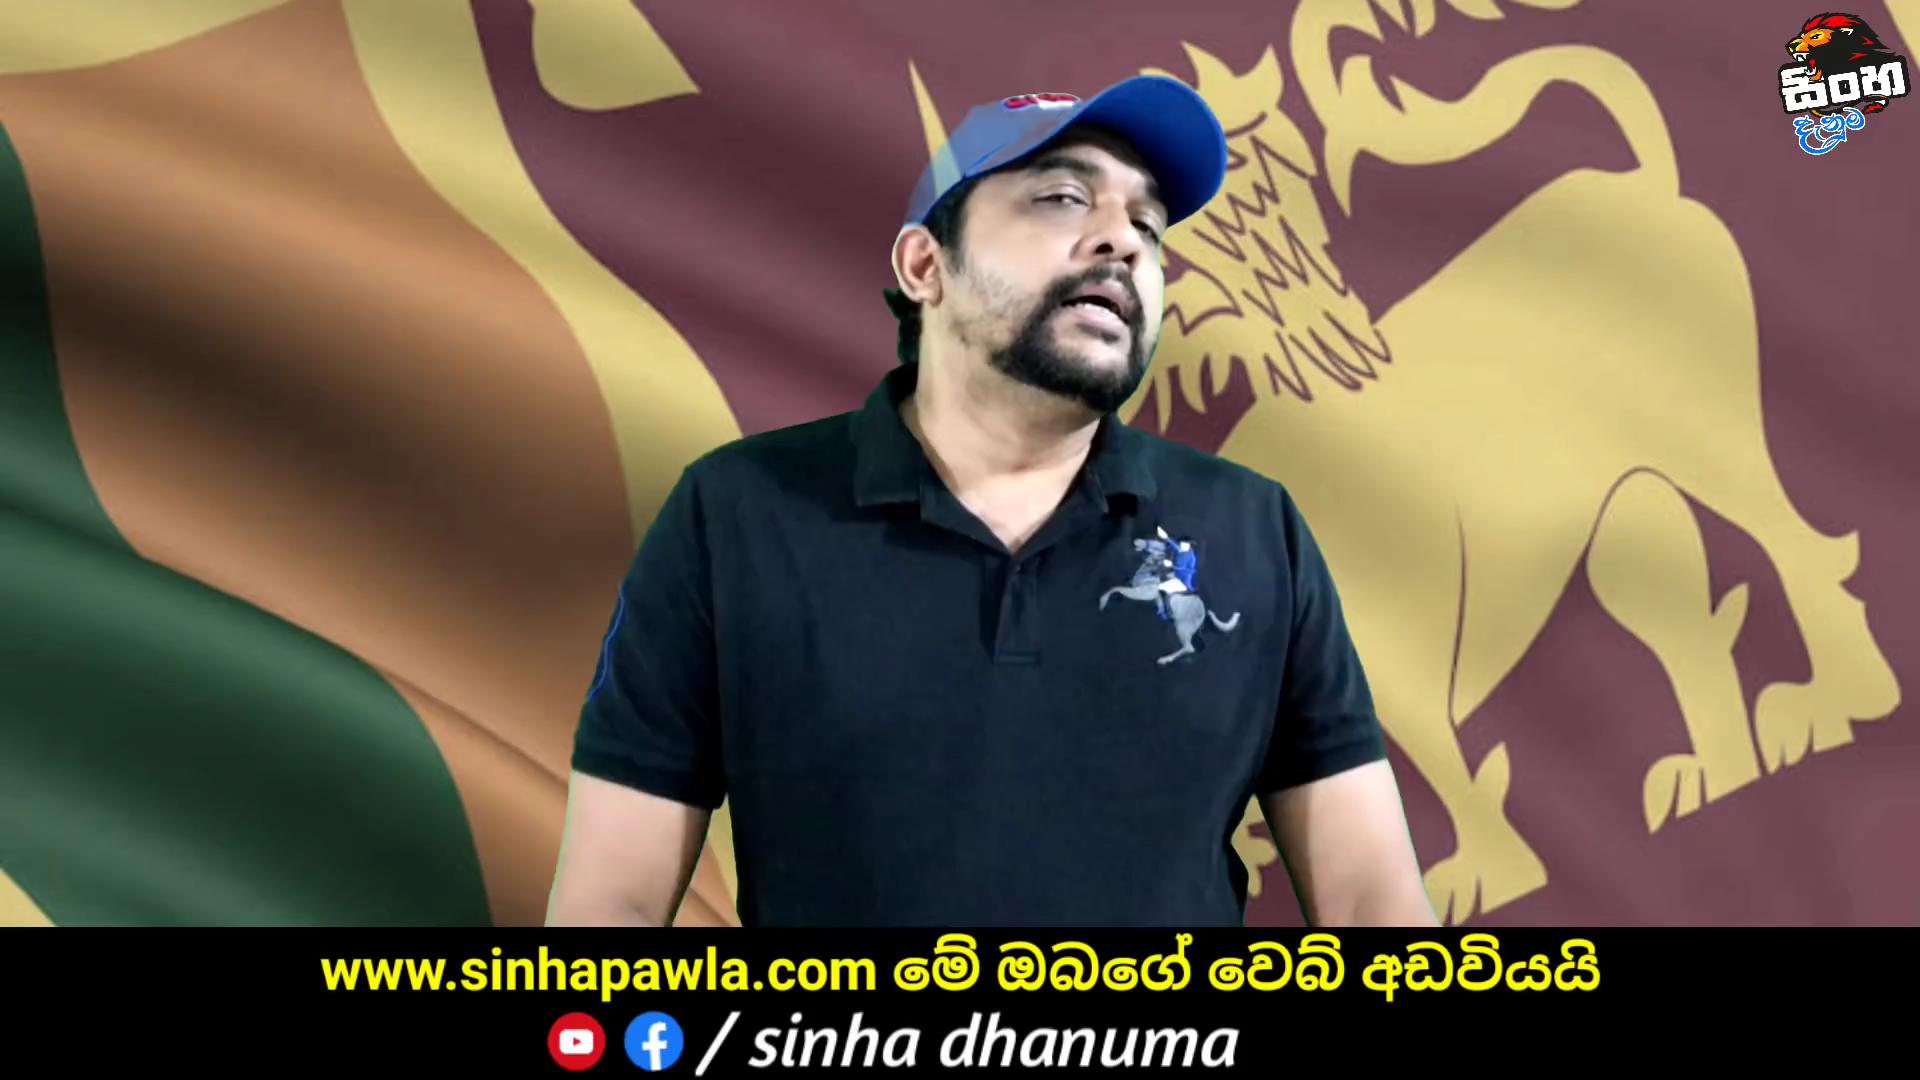 සිංහ
දැනුම
www.sinhapawla.com මේ ඔබගේ වෙබ් අඩවියයි
/ sinha dhanuma